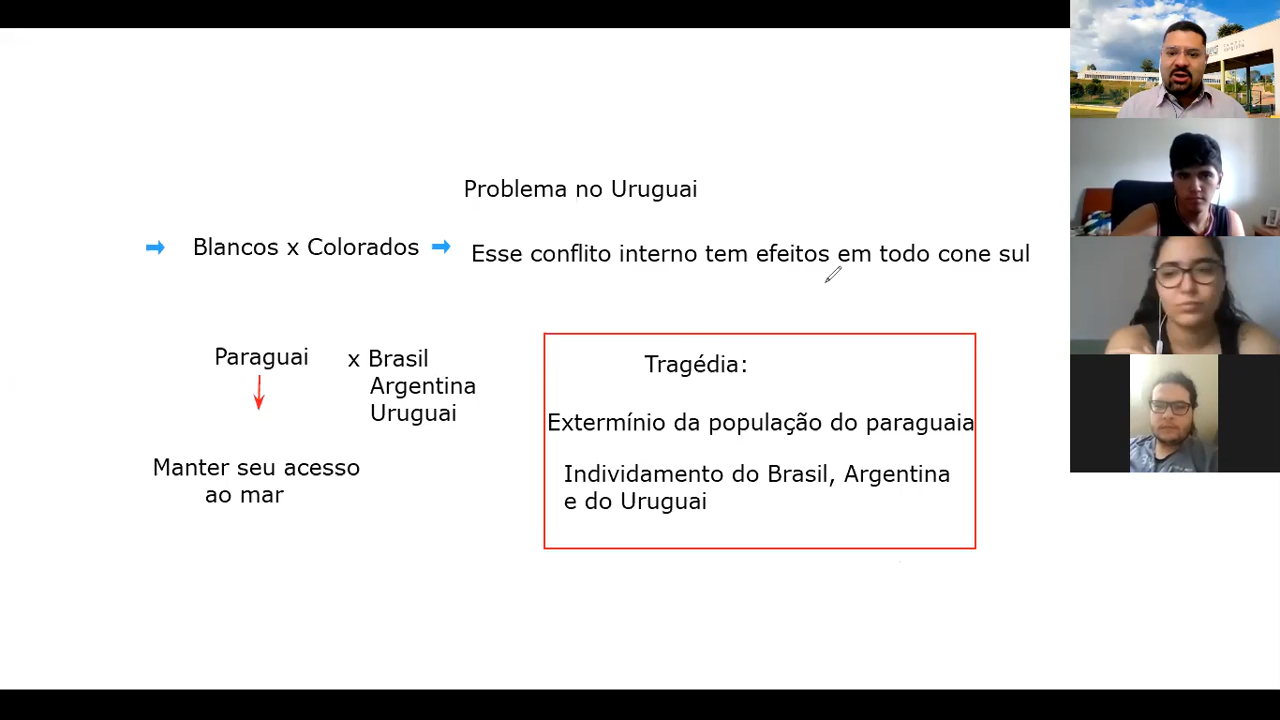 Problema no Uruguai
Blancos x Colorados
Esse conflito interno tem efeitos em todo cone sul
Paraguai
x Brasil
Argentina
Uruguai
Manter seu acesso
ao mar
Tragédia:
Extermínio da população do paraguaia
Individamento do Brasil, Argentina
e do Uruguai